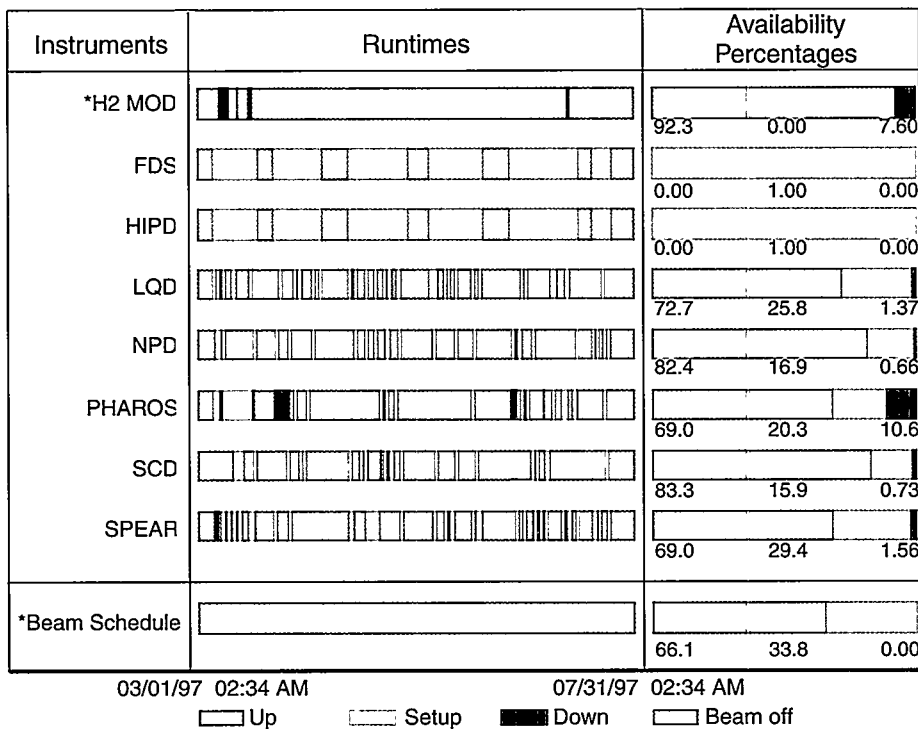 Instruments Runtimes Availability
Percentages
*H2 MOD
92.3 0.00 7.60
FDS
0.00 1.00 0.00
HIPD
0.00 1.00 0.00
LQD
72.7 25.8 1.37
NPD
82.4 16.9 0.66
PHAROS
69.0 20.3 10.6
SCD
83.3 15.9 0.73
SPEAR
69.0 29.4 1.56
*Beam Schedule
66.1 33.8 0.00
03/01/97 02:34 AM 07/31/97 02:34 AM
Up Setup Down Beam off